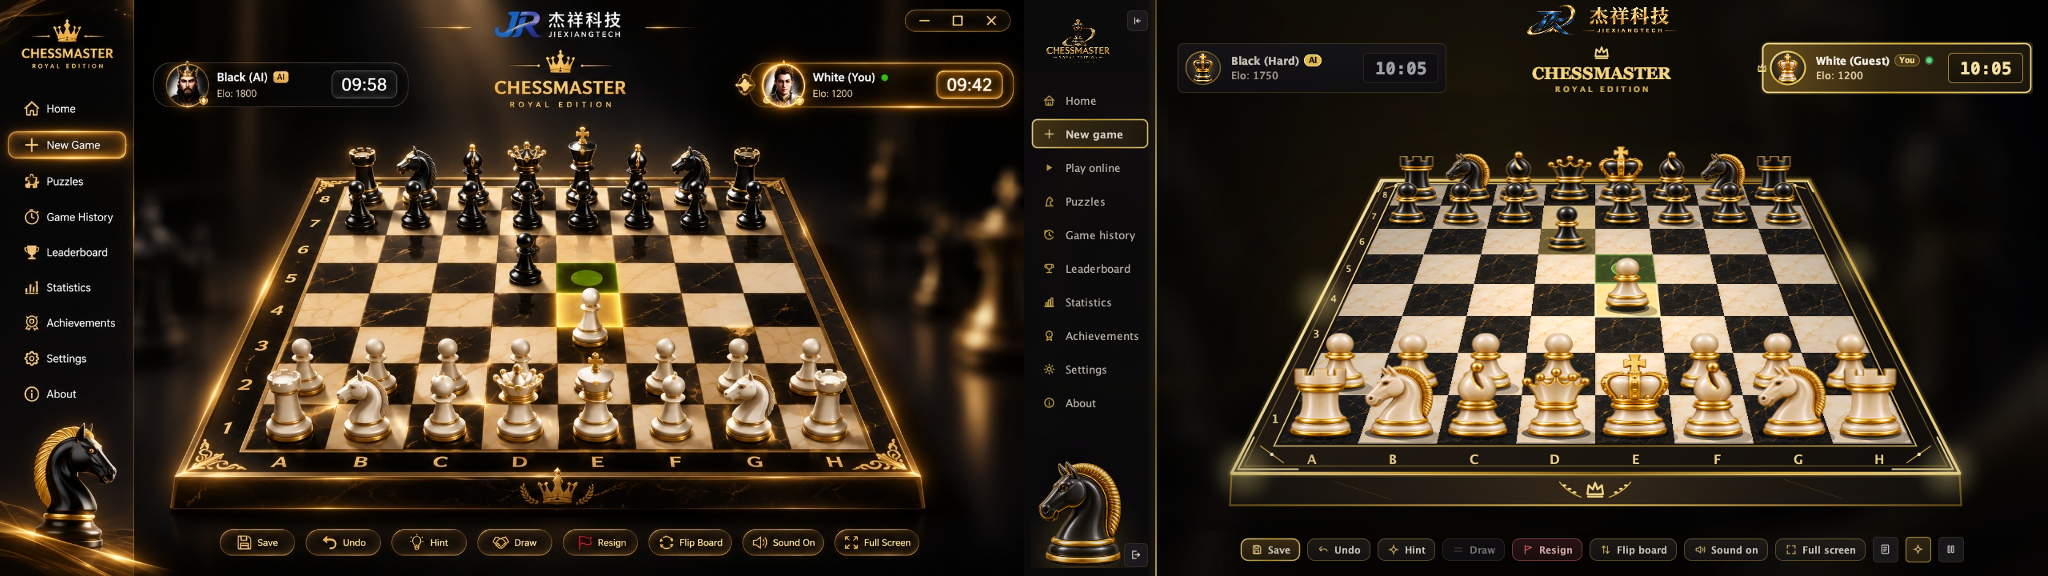 CHESSMASTER
ROYAL EDITION
Home
New Game
Puzzles
Game History
Leaderboard
Statistics
Achievements
Settings
About
JR 杰祥科技
JIEXIANGTECH
Black (AI) AI
Elo: 1800
09:58
CHESSMASTER
ROYAL EDITION
White (You)
Elo: 1200
09:42
8
7
6
5
4
3
2
1
A B C D E F G H
Save
Undo
Hint
Draw
Resign
Flip Board
Sound On
Full Screen
CHESSMASTER
Home
New game
Play online
Puzzles
Game history
Leaderboard
Statistics
Achievements
Settings
About
JR 杰祥科技
JIEXIANGTECH
Black (Hard) AI
Elo: 1750
10:05
CHESSMASTER
ROYAL EDITION
White (Guest) You
Elo: 1200
10:05
8
7
6
5
4
3
1
A B C D E F G H
Save
Undo
Hint
Draw
Resign
Flip board
Sound on
Full screen